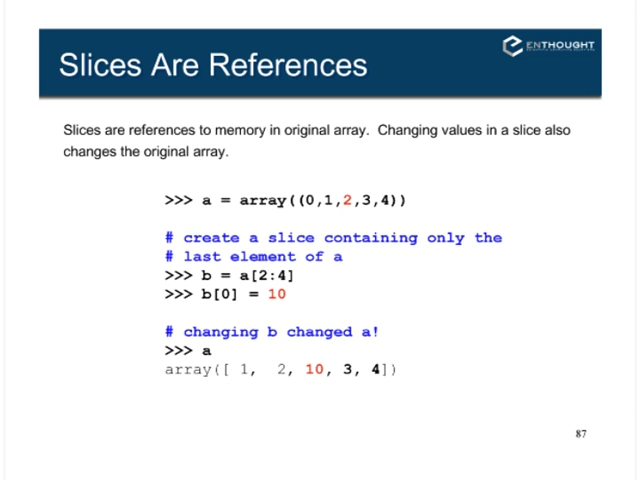 ENTHOUGHT
Slices Are References
Slices are references to memory in original array. Changing values in a slice also
changes the original array.
>>> a = array((0,1,2,3,4))
# create a slice containing only the
# last element of a
>>> b = a[2:4]
>>> b[0] = 10
# changing b changed a!
>>> a
array([ 1, 2, 10, 3, 4])
87